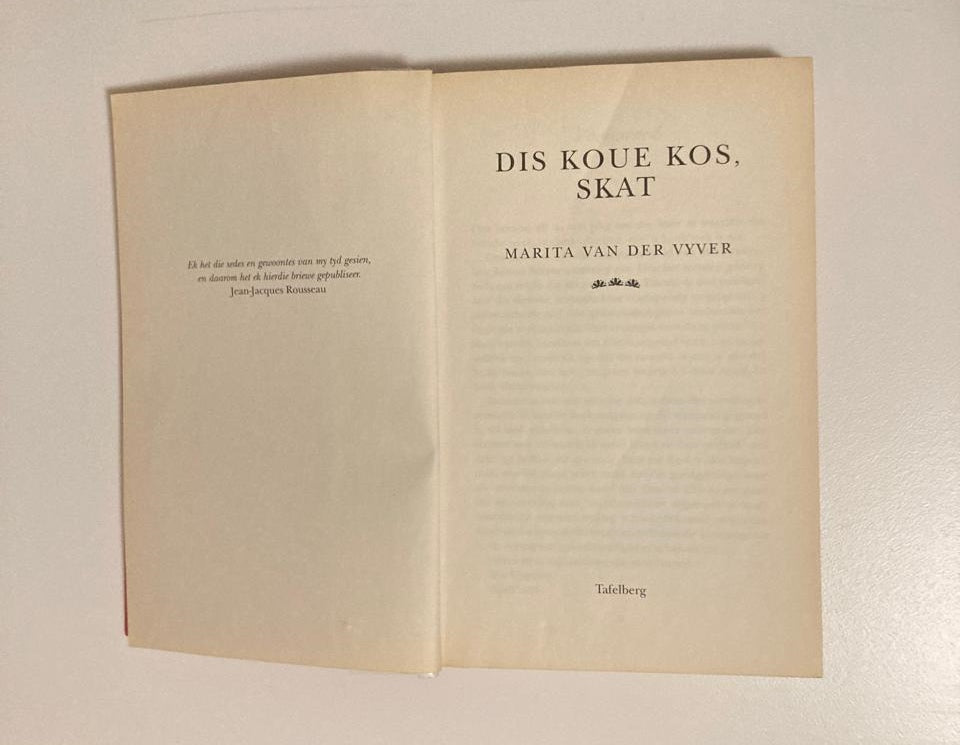 Ek het die sedes en gewoontes van my tyd gesien,
en daarom het ek hierdie briewe gepubliseer.
Jean-Jacques Rousseau
DIS KOUE KOS,
SKAT
MARITA VAN DER VYVER
Tafelberg